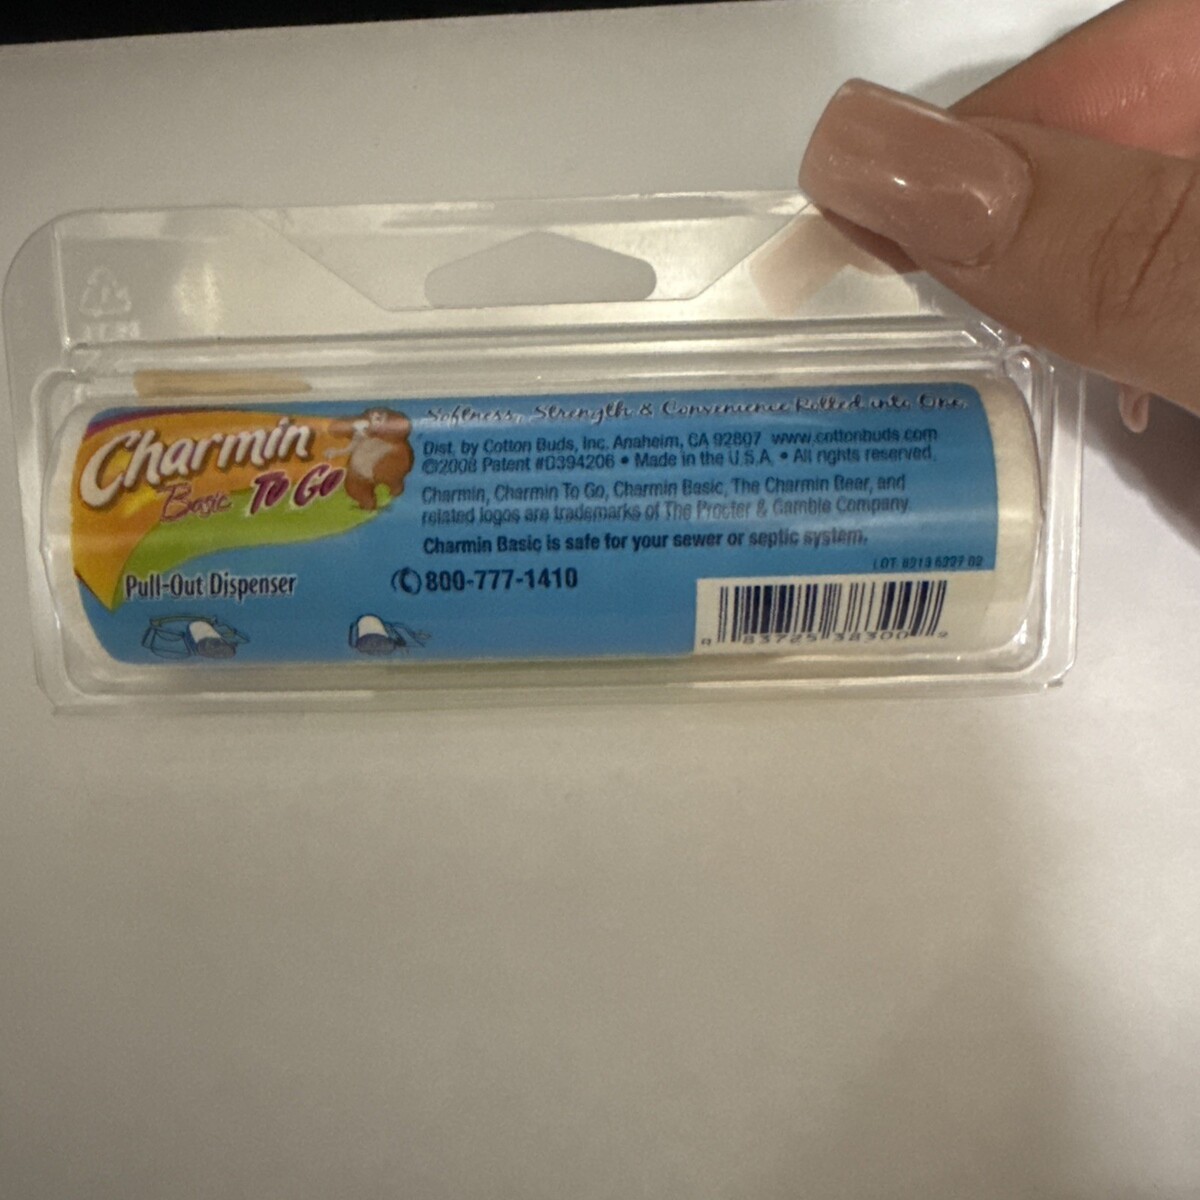 Charmin
Basic To Go
Pull-Out Dispenser
Softness, Strength & Convenience Rolled into One.
Dist. by Cotton Buds, Inc. Anaheim, CA 92807 www.cottonbuds.com
©2008 Patent #D394206 • Made in the U.S.A. • All rights reserved.
Charmin, Charmin To Go, Charmin Basic, The Charmin Bear, and
related logos are trademarks of The Procter & Gamble Company.
Charmin Basic is safe for your sewer or septic system.
800-777-1410
LOT
83725 38300